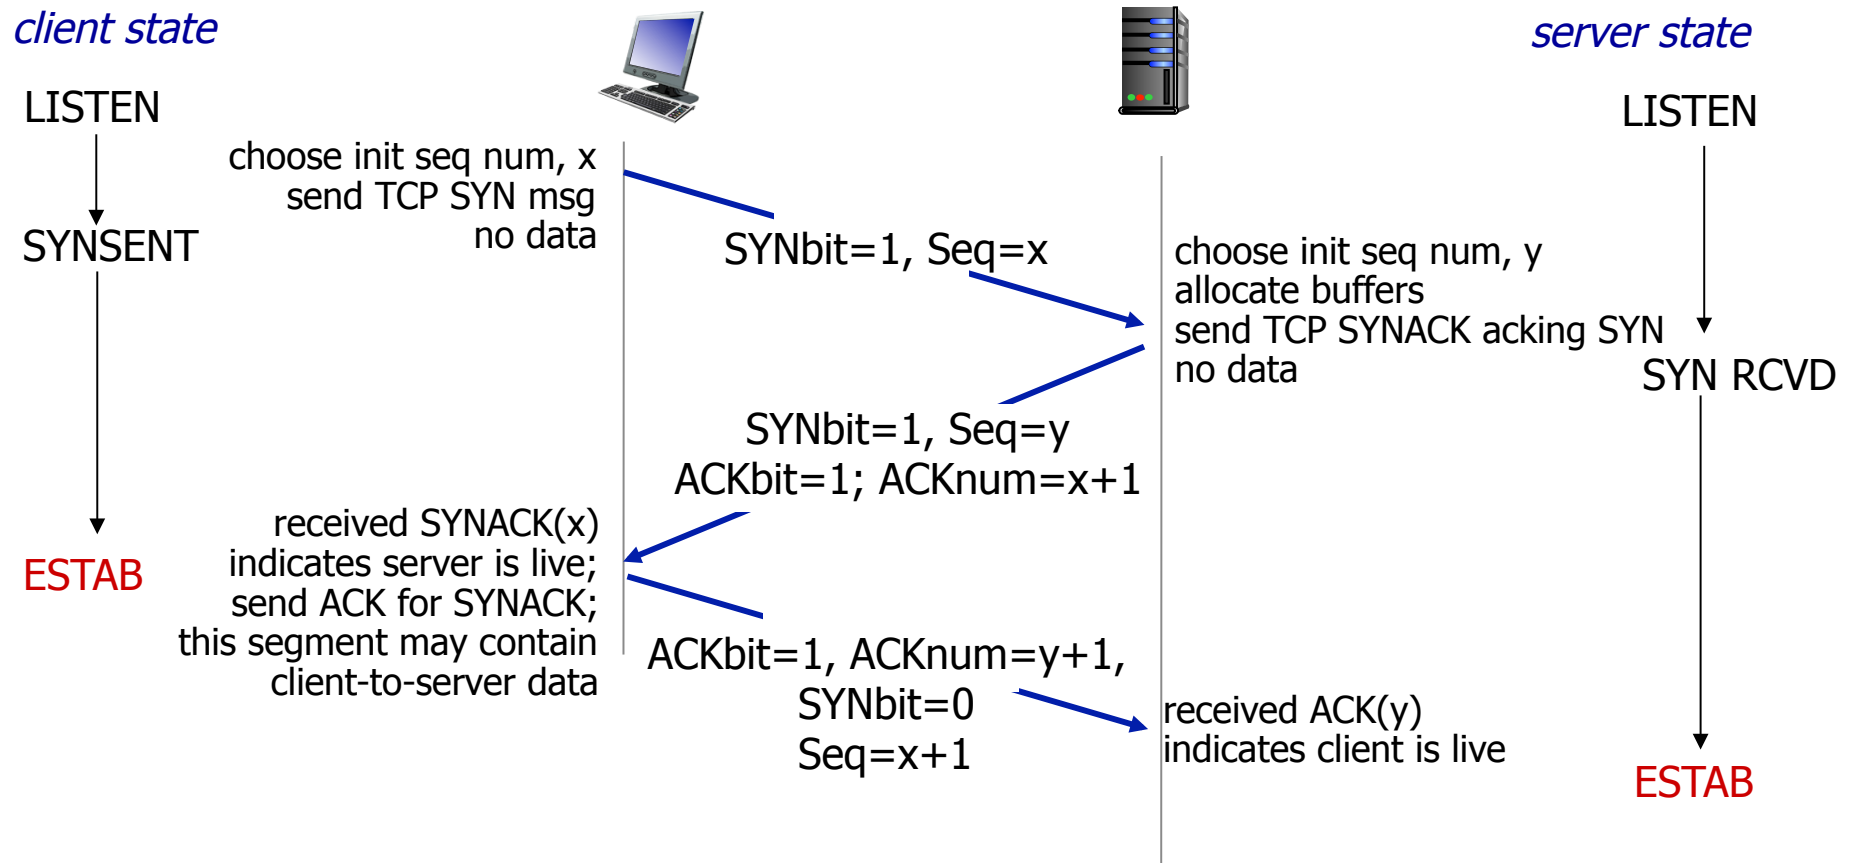 client state
server state
LISTEN
LISTEN
choose init seq num, x
send TCP SYN msg
no data
SYNSENT
SYNbit=1, Seq=x
choose init seq num, y
allocate buffers
send TCP SYNACK acking SYN
no data
SYN RCVD
SYNbit=1, Seq=y
ACKbit=1; ACKnum=x+1
received SYNACK(x)
indicates server is live;
send ACK for SYNACK;
this segment may contain
client-to-server data
ESTAB
ACKbit=1, ACKnum=y+1,
SYNbit=0
Seq=x+1
received ACK(y)
indicates client is live
ESTAB